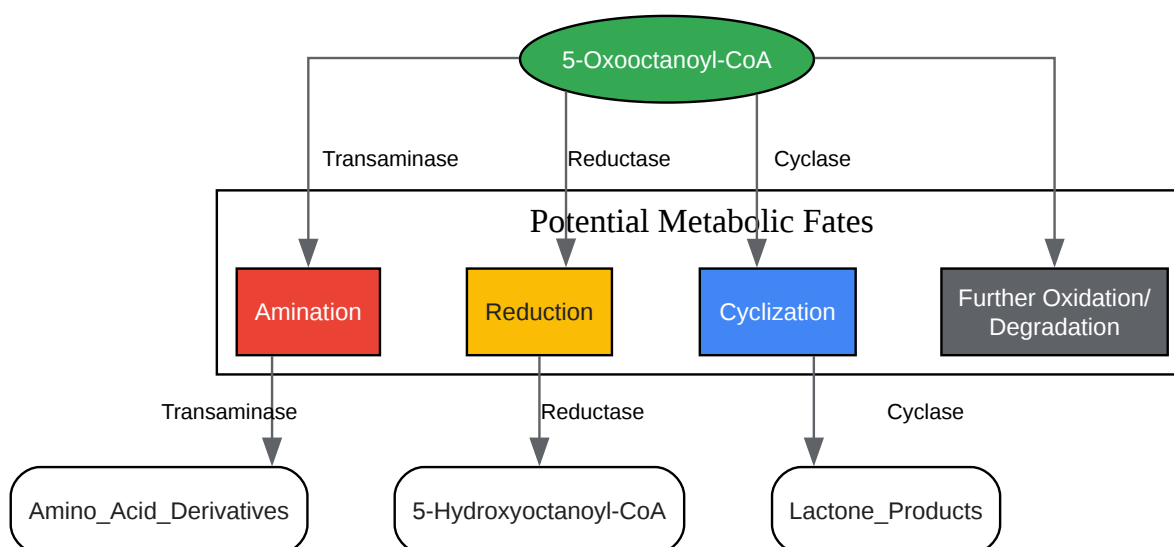 5-Oxooctanoyl-CoA
Transaminase
Reductase
Cyclase
Potential Metabolic Fates
Amination
Reduction
Cyclization
Further Oxidation/
Degradation
Transaminase
Reductase
Cyclase
Amino_Acid_Derivatives
5-Hydroxyoctanoyl-CoA
Lactone_Products